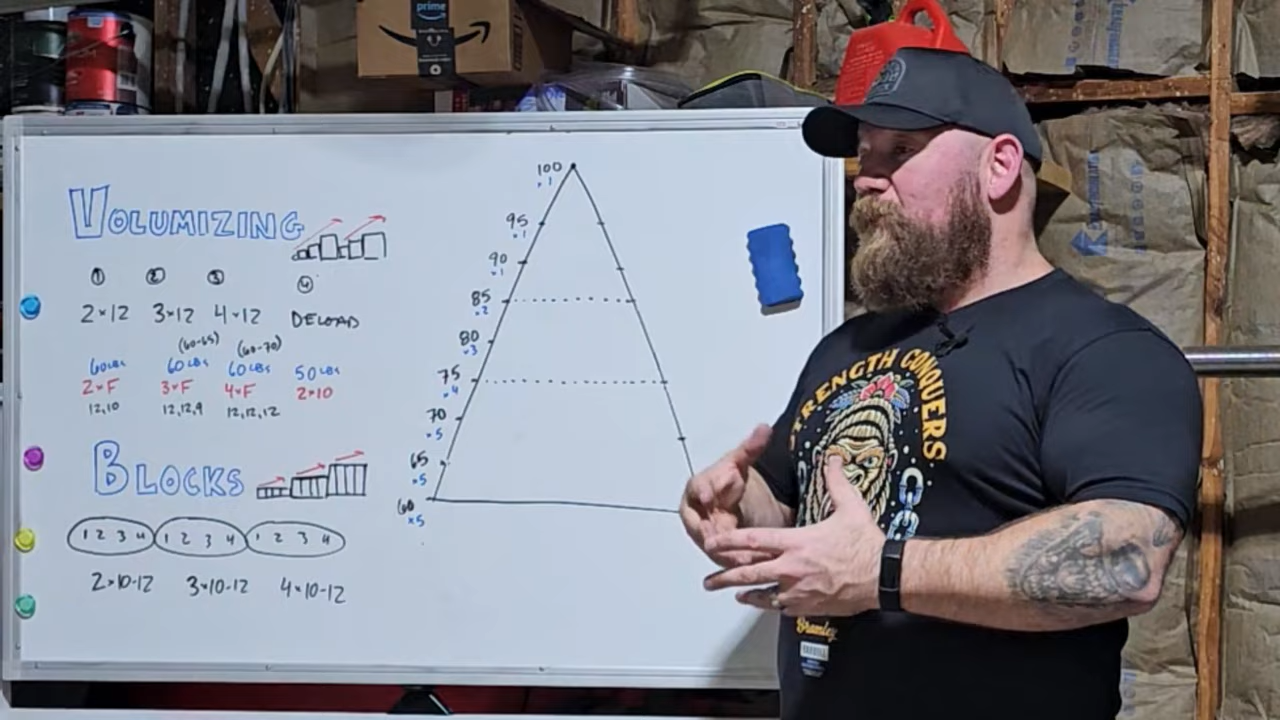 prime
VOLUMIZING
① ② ③ ④
2×12 3×12 4×12 DELOAD
(60-65) (60-70)
60LBS 60LBS 60LBS 50LBS
2×F 3×F 4×F 2×10
12,10 12,12,9 12,12,12
BLOCKS
1 2 3 4 1 2 3 4 1 2 3 4
2×10-12 3×10-12 4×10-12
100
×1
95
×1
90
×1
85
×2
80
×3
75
×4
70
×5
65
×5
60
×5
STRENGTH CONQUERS
Bromley